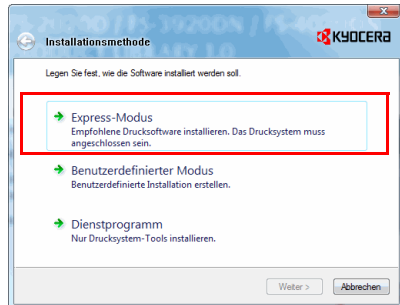 Installationsmethode
KYOCERA
Legen Sie fest, wie die Software installiert werden soll.
Express-Modus
Empfohlene Drucksoftware installieren. Das Drucksystem muss
angeschlossen sein.
Benutzerdefinierter Modus
Benutzerdefinierte Installation erstellen.
Dienstprogramm
Nur Drucksystem-Tools installieren.
Weiter >
Abbrechen